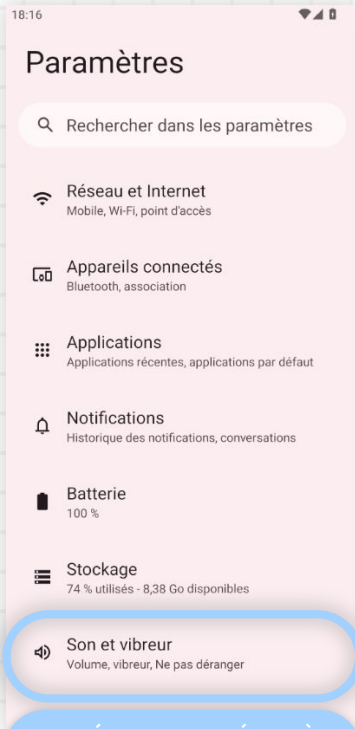 18:16
Paramètres
Rechercher dans les paramètres
Réseau et Internet
Mobile, Wi-Fi, point d'accès
Appareils connectés
Bluetooth, association
Applications
Applications récentes, applications par défaut
Notifications
Historique des notifications, conversations
Batterie
100 %
Stockage
74 % utilisés - 8,38 Go disponibles
Son et vibreur
Volume, vibreur, Ne pas déranger